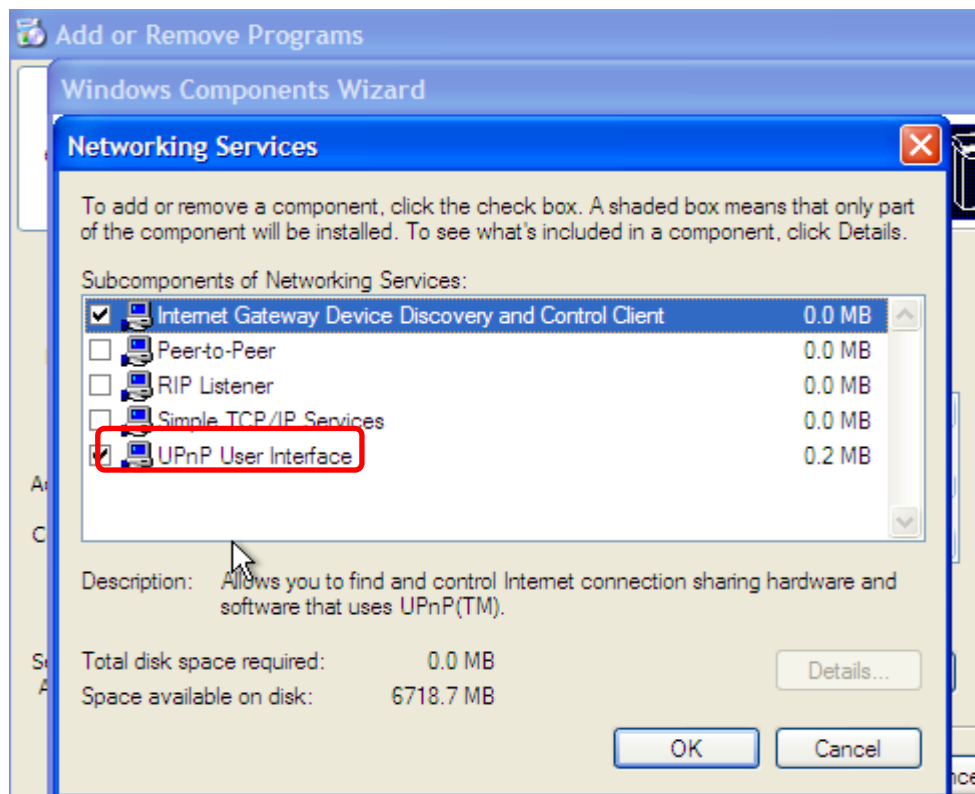 Add or Remove Programs
Windows Components Wizard
Networking Services
To add or remove a component, click the check box. A shaded box means that only part
of the component will be installed. To see what's included in a component, click Details.
Subcomponents of Networking Services:
Internet Gateway Device Discovery and Control Client 0.0 MB
Peer-to-Peer 0.0 MB
RIP Listener 0.0 MB
Simple TCP/IP Services 0.0 MB
UPnP User Interface 0.2 MB
Description: Allows you to find and control Internet connection sharing hardware and
software that uses UPnP(TM).
Total disk space required: 0.0 MB
Details...
Space available on disk: 6718.7 MB
OK Cancel